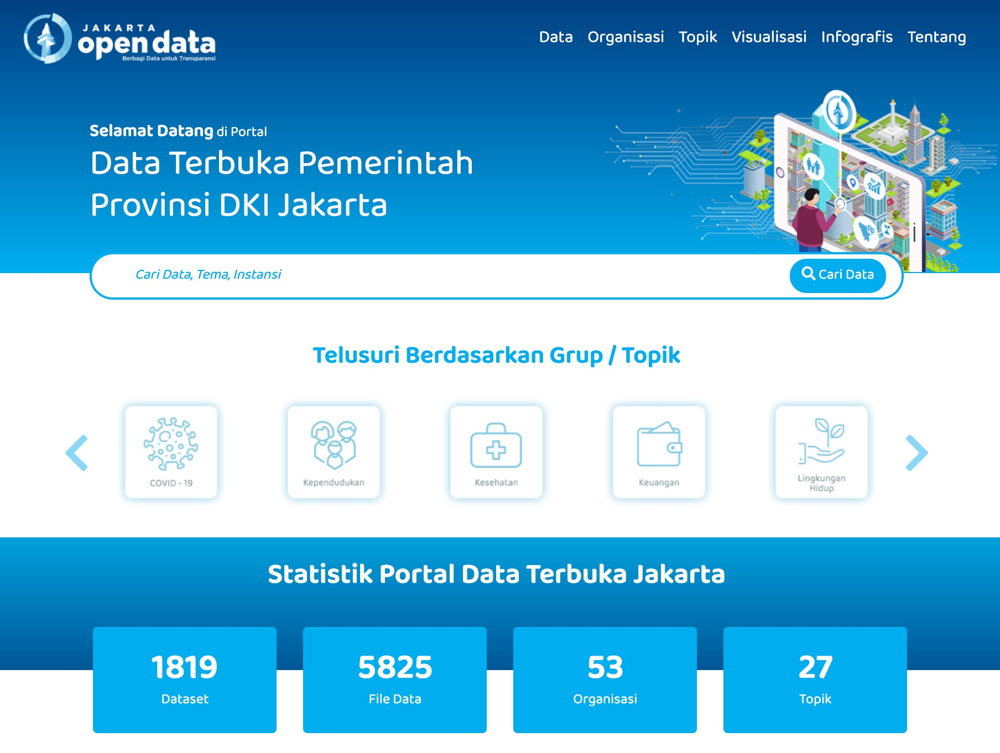 JAKARTA
open data
Berbagi Data untuk Transparansi
Data Organisasi Topik Visualisasi Infografis Tentang
Selamat Datang di Portal
Data Terbuka Pemerintah
Provinsi DKI Jakarta
Rp
Rp
Cari Data, Tema, Instansi
Cari Data
Telusuri Berdasarkan Grup / Topik
COVID - 19
Kependudukan
Kesehatan
Keuangan
Lingkungan
Hidup
Statistik Portal Data Terbuka Jakarta
1819
Dataset
5825
File Data
53
Organisasi
27
Topik